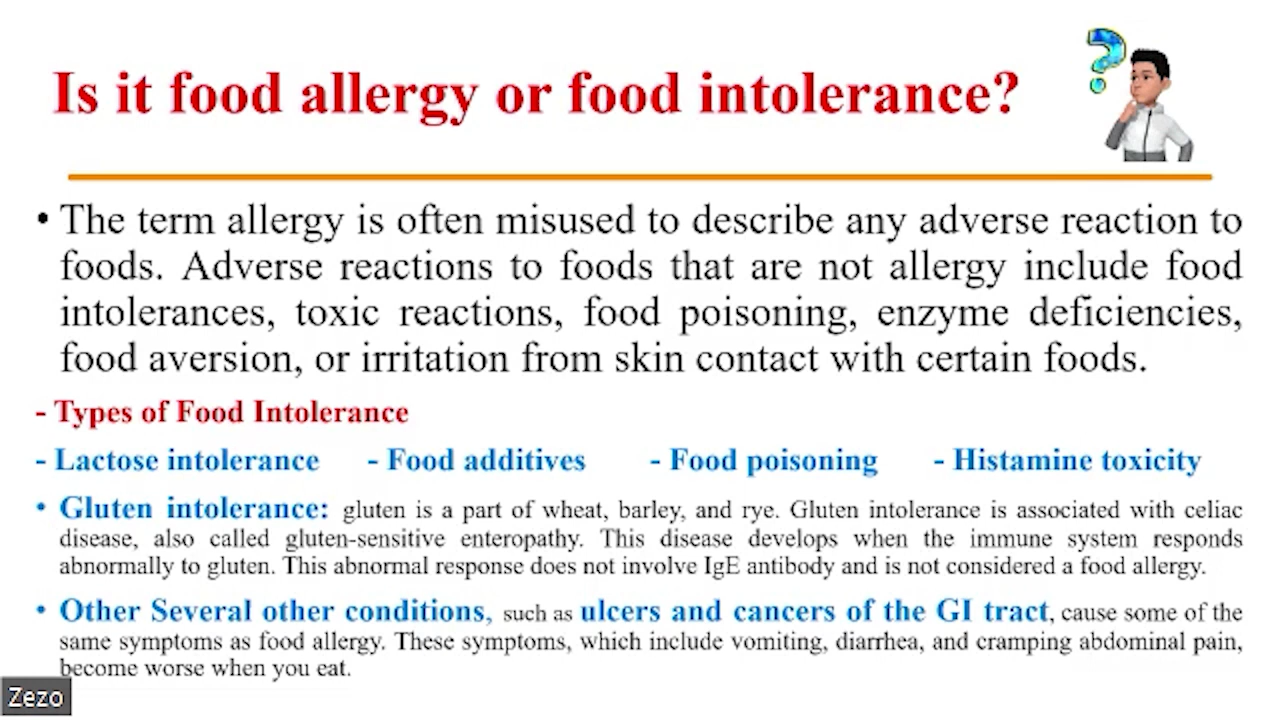 Is it food allergy or food intolerance?
• The term allergy is often misused to describe any adverse reaction to
foods. Adverse reactions to foods that are not allergy include food
intolerances, toxic reactions, food poisoning, enzyme deficiencies,
food aversion, or irritation from skin contact with certain foods.
- Types of Food Intolerance
- Lactose intolerance - Food additives - Food poisoning - Histamine toxicity
• Gluten intolerance: gluten is a part of wheat, barley, and rye. Gluten intolerance is associated with celiac
disease, also called gluten-sensitive enteropathy. This disease develops when the immune system responds
abnormally to gluten. This abnormal response does not involve IgE antibody and is not considered a food allergy.
• Other Several other conditions, such as ulcers and cancers of the GI tract, cause some of the
same symptoms as food allergy. These symptoms, which include vomiting, diarrhea, and cramping abdominal pain,
become worse when you eat.
Zezo